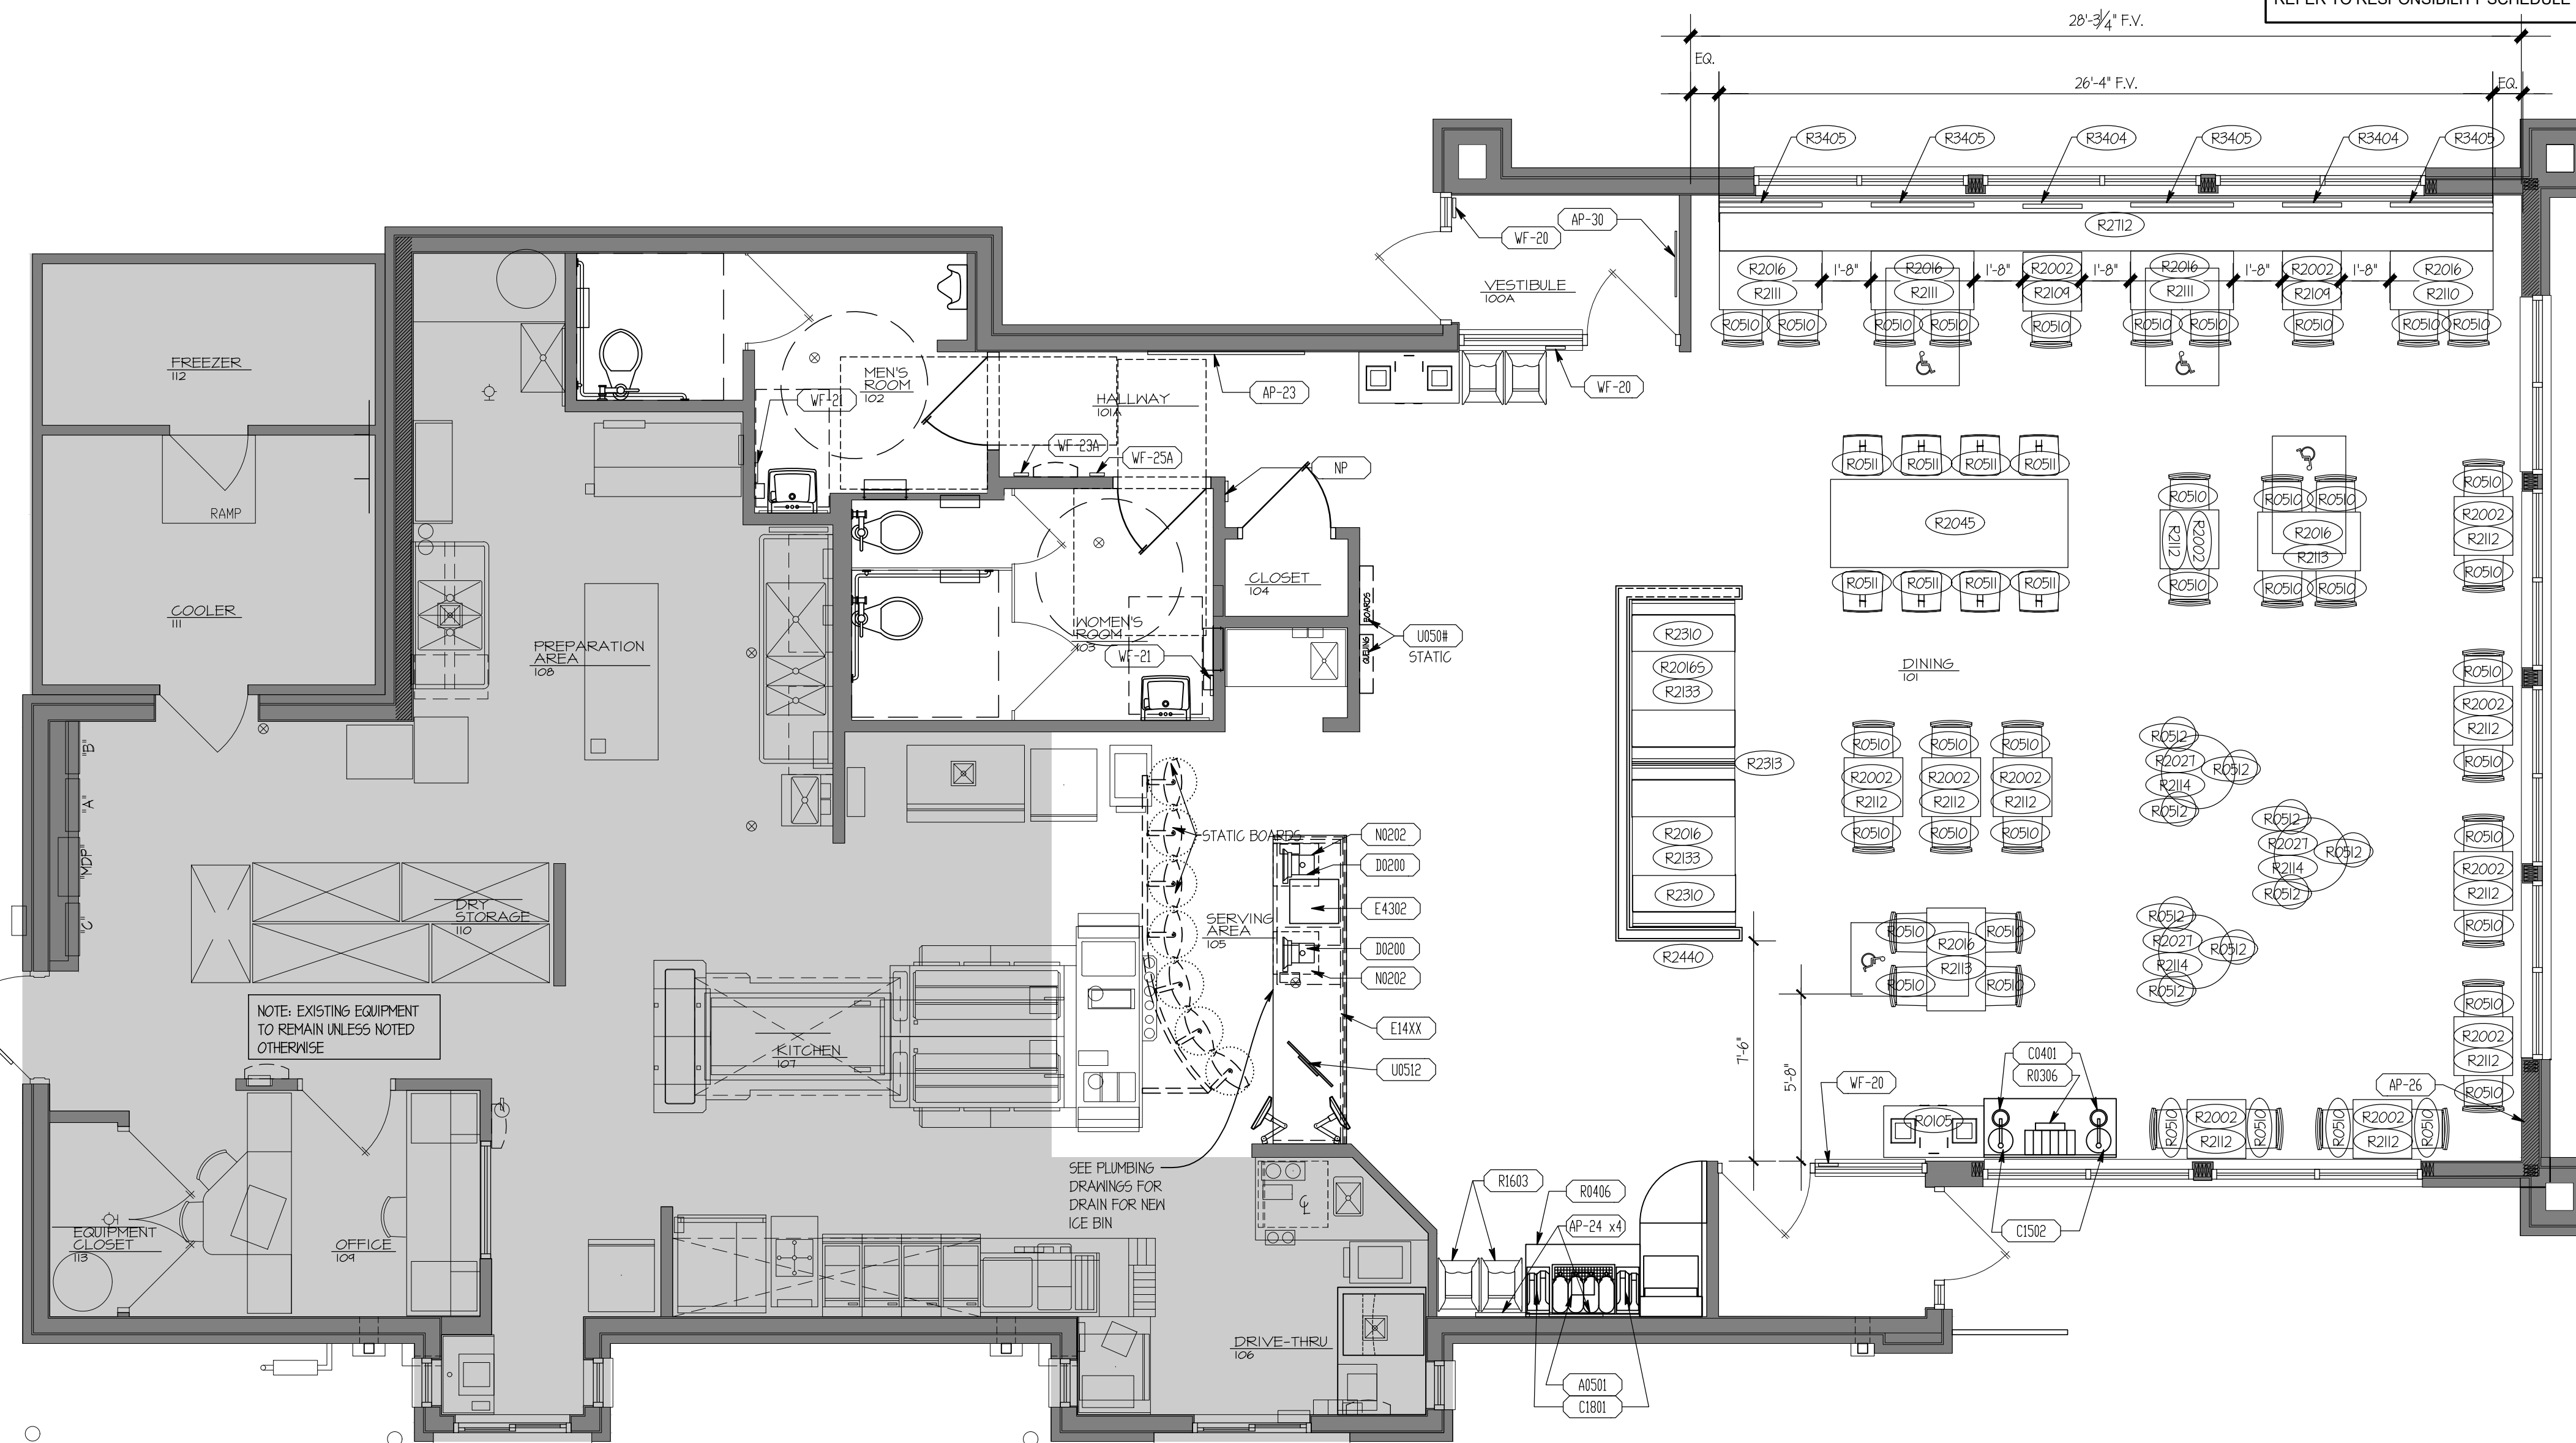 REFER TO RESPONSIBILITY SCHEDULE
28'-3/4" F.V.
EQ.
26'-4" F.V.
EQ.
R3405
R3405
R3404
R3405
R3404
R3405
R2712
WF-20
AP-30
VESTIBULE
100A
R2016
1'-8"
R2016
1'-8"
R2002
1'-8"
R2016
1'-8"
R2002
1'-8"
R2016
R2111
R2111
R2109
R2111
R2109
R2110
R0510
R0510
R0510
R0510
R0510
R0510
R0510
R0510
R0510
R0510
FREEZER
112
RAMP
COOLER
111
MEN'S
ROOM
102
WF-21
HALLWAY
101A
AP-23
WF-20
WF-23A
WF-25A
NP
CLOSET
104
BOARDS
QUEUING
U050#
STATIC
WOMEN'S
ROOM
103
WF-21
PREPARATION
AREA
108
R0511
R0511
R0511
R0511
H
H
H
H
R2045
R0511
R0511
R0511
R0511
H
H
H
H
R0510
R2112
R2002
R0510
R0510
R0510
R2016
R2113
R0510
R0510
R0510
R2002
R2112
R0510
DINING
101
R2310
R2016S
R2133
R2313
R2016
R2133
R2310
R2440
R0510
R2002
R2112
R0510
R0510
R0510
R0510
R2002
R2002
R2002
R2112
R2112
R2112
R0510
R0510
R0510
R0512
R2027
R0512
R2114
R0512
R0512
R2027
R0512
R2114
R0512
R0512
R2027
R0512
R2114
R0512
R0510
R2002
R2112
R0510
R0510
R0510
R2016
R2113
R0510
R0510
R0510
R2002
R2112
R0510
"B"
"A"
"MDP"
"C"
DRY
STORAGE
110
NOTE: EXISTING EQUIPMENT
TO REMAIN UNLESS NOTED
OTHERWISE
KITCHEN
107
STATIC BOARDS
SERVING
AREA
105
N0202
D0200
E4302
D0200
N0202
E14XX
U0512
7'-6"
5'-8"
WF-20
C0401
R0306
R0105
C1502
AP-26
R0510
R2002
R2112
R0510
R0510
R2002
R2112
R0510
SEE PLUMBING
DRAWINGS FOR
DRAIN FOR NEW
ICE BIN
℄
R1603
R0406
AP-24 x4
A0501
C1801
EQUIPMENT
CLOSET
113
OFFICE
109
DRIVE-THRU
106